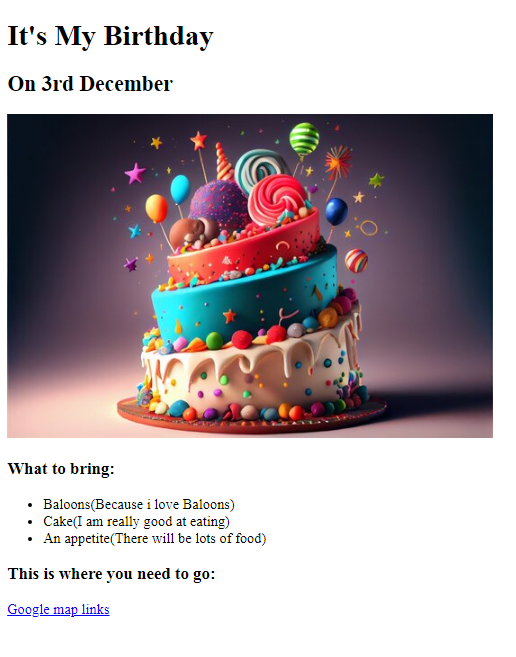 It's My Birthday
On 3rd December
What to bring:
Baloons(Because i love Baloons)
Cake(I am really good at eating)
An appetite(There will be lots of food)
This is where you need to go:
Google map links